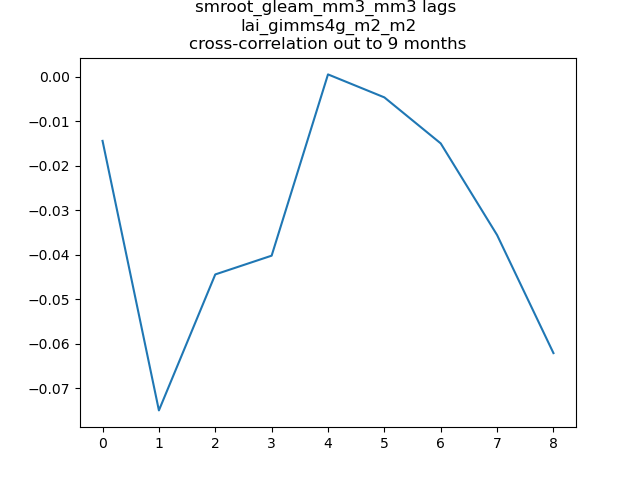 smroot_gleam_mm3_mm3 lags
lai_gimms4g_m2_m2
cross-correlation out to 9 months
0.00
−0.01
−0.02
−0.03
−0.04
−0.05
−0.06
−0.07
0 1 2 3 4 5 6 7 8